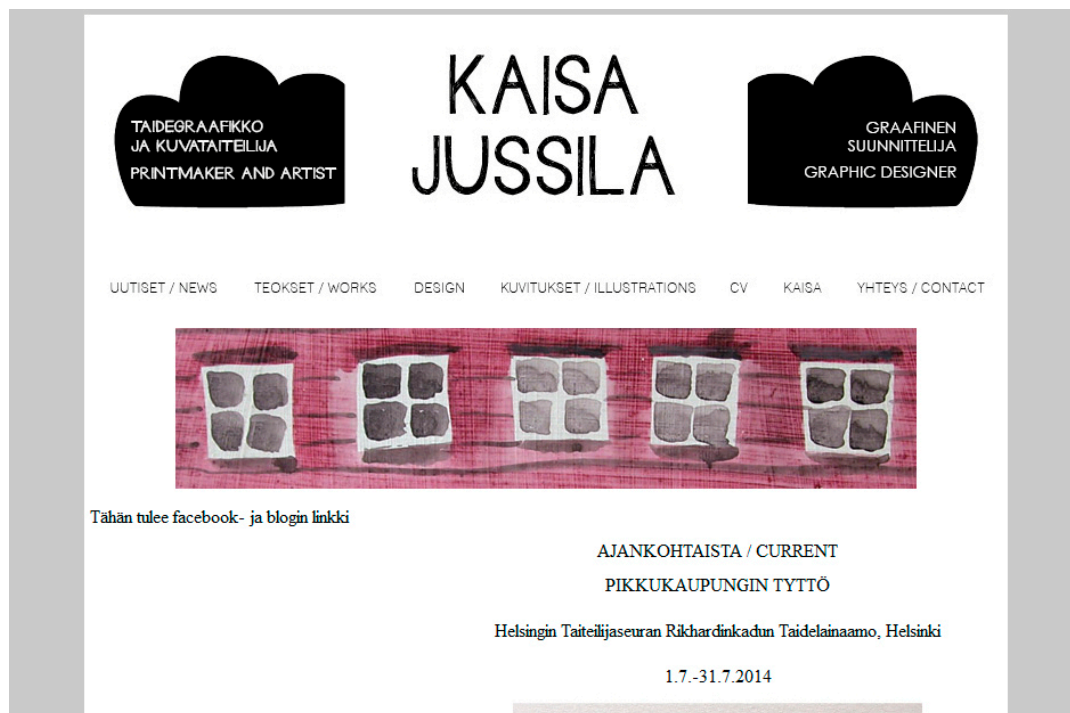 TAIDEGRAAFIKKO
JA KUVATAITEILIJA
PRINTMAKER AND ARTIST
KAISA
JUSSILA
GRAAFINEN
SUUNNITTELIJA
GRAPHIC DESIGNER
UUTISET / NEWS TEOKSET / WORKS DESIGN KUVITUKSET / ILLUSTRATIONS CV KAISA YHTEYS / CONTACT
Tähän tulee facebook- ja blogin linkki
AJANKOHTAISTA / CURRENT
PIKKUKAUPUNGIN TYTTÖ
Helsingin Taiteilijaseuran Rikhardinkadun Taidelainaamo, Helsinki
1.7.-31.7.2014